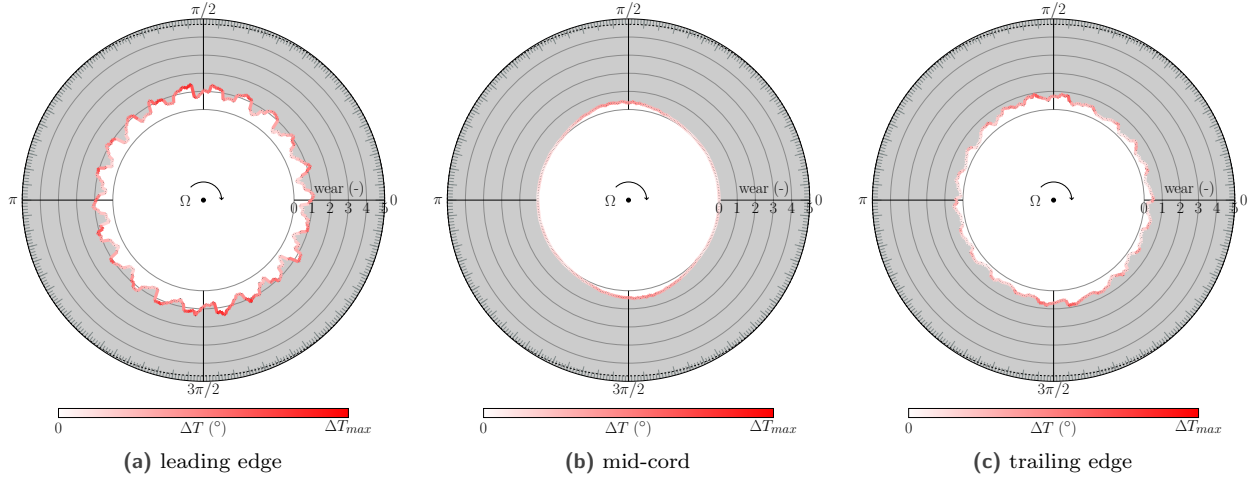 π/2
π
Ω
wear (-)
0 1 2 3 4 5
0
3π/2
0
ΔT (°)
ΔTmax
(a) leading edge
π/2
π
Ω
wear (-)
0 1 2 3 4 5
0
3π/2
0
ΔT (°)
ΔTmax
(b) mid-cord
π/2
π
Ω
wear (-)
0 1 2 3 4 5
0
3π/2
0
ΔT (°)
ΔTmax
(c) trailing edge